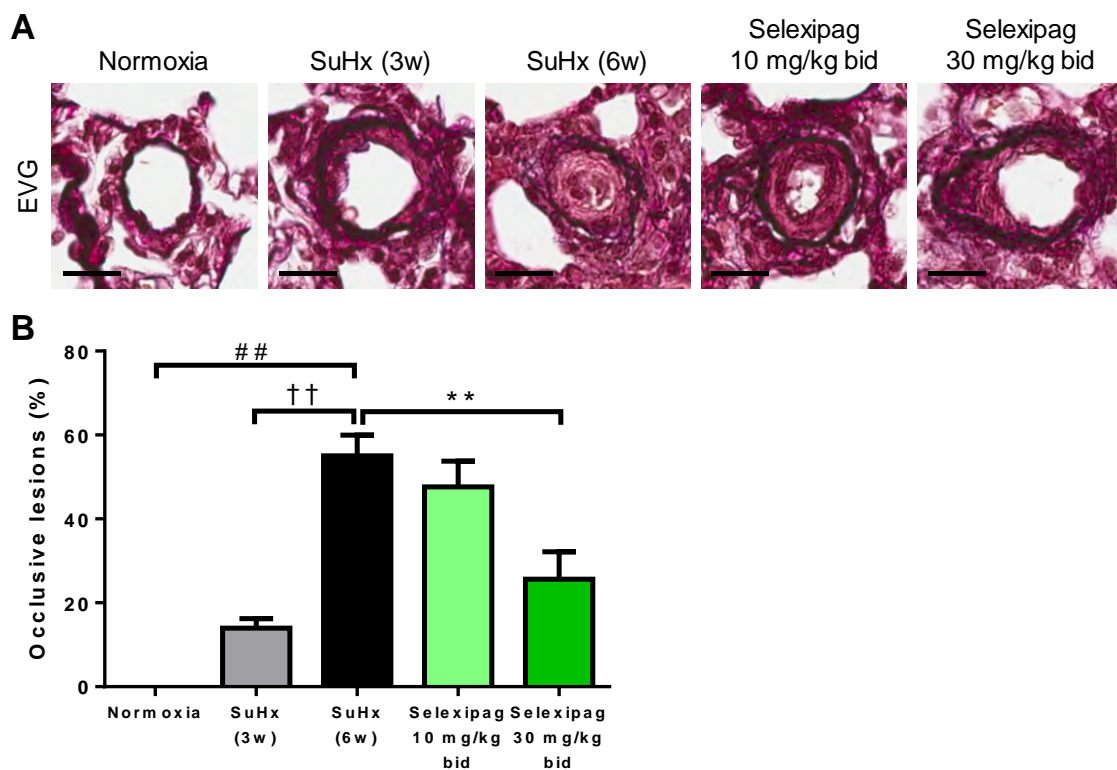 A
Normoxia
SuHx (3w)
SuHx (6w)
Selexipag
10 mg/kg bid
Selexipag
30 mg/kg bid
EVG
B
Occlusive lesions (%)
80
60
40
20
0
##
††
**
Normoxia
SuHx
(3w)
SuHx
(6w)
Selexipag
10 mg/kg
bid
Selexipag
30 mg/kg
bid